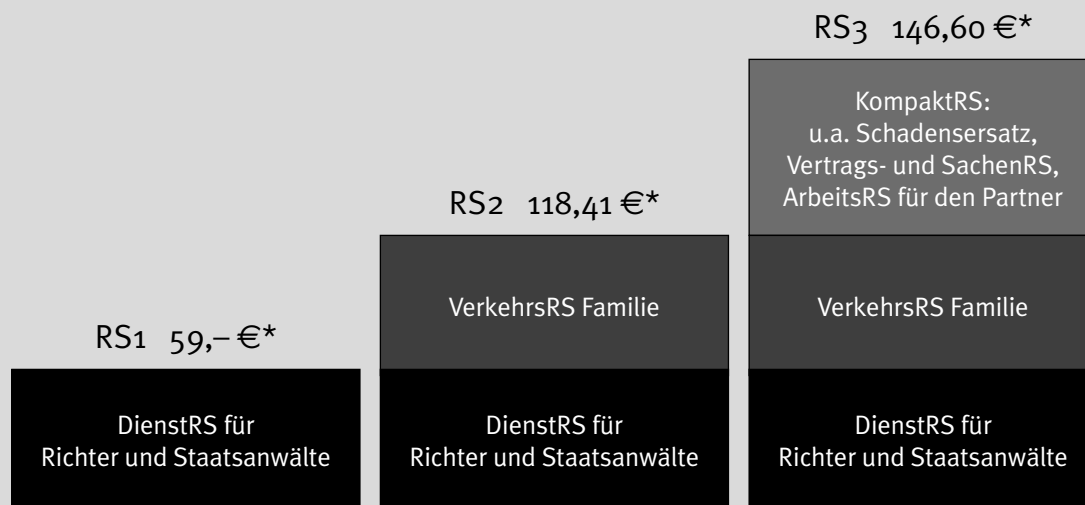 RS1 59,– €*
DienstRS für
Richter und Staatsanwälte
RS2 118,41 €*
VerkehrsRS Familie
DienstRS für
Richter und Staatsanwälte
RS3 146,60 €*
KompaktRS:
u.a. Schadensersatz,
Vertrags- und SachenRS,
ArbeitsRS für den Partner
VerkehrsRS Familie
DienstRS für
Richter und Staatsanwälte